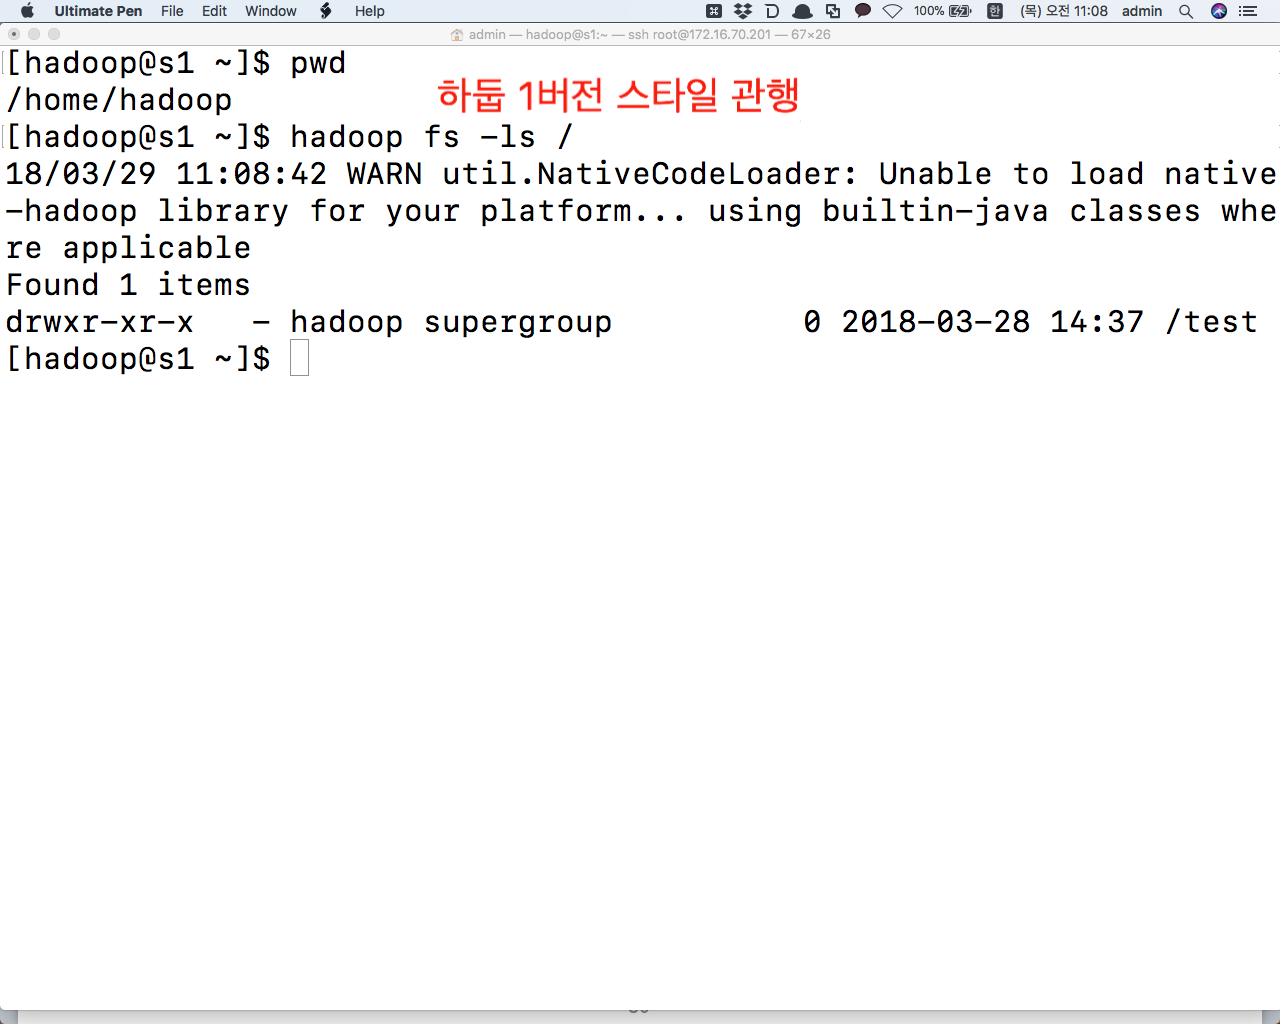 Ultimate Pen File Edit Window Help 100% 한 (목) 오전 11:08 admin
admin — hadoop@s1:~ — ssh root@172.16.70.201 — 67×26
[hadoop@s1 ~]$ pwd
하둡 1버전 스타일 관행
/home/hadoop
[hadoop@s1 ~]$ hadoop fs -ls /
18/03/29 11:08:42 WARN util.NativeCodeLoader: Unable to load native
-hadoop library for your platform... using builtin-java classes whe
re applicable
Found 1 items
drwxr-xr-x   - hadoop supergroup          0 2018-03-28 14:37 /test
[hadoop@s1 ~]$